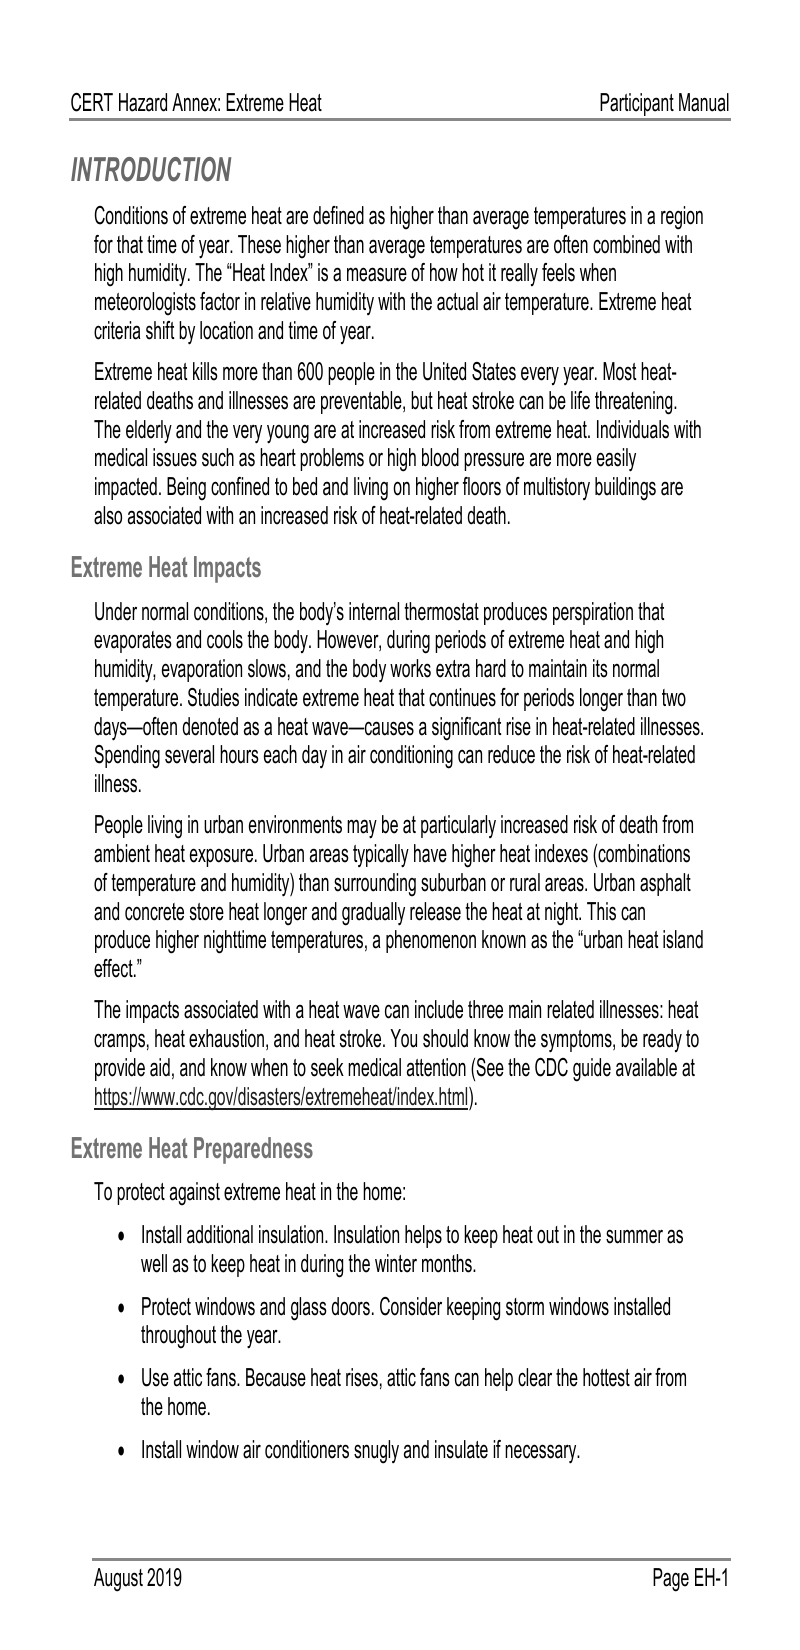 CERT Hazard Annex: Extreme Heat Participant Manual
INTRODUCTION
Conditions of extreme heat are defined as higher than average temperatures in a region
for that time of year. These higher than average temperatures are often combined with
high humidity. The “Heat Index” is a measure of how hot it really feels when
meteorologists factor in relative humidity with the actual air temperature. Extreme heat
criteria shift by location and time of year.
Extreme heat kills more than 600 people in the United States every year. Most heat-
related deaths and illnesses are preventable, but heat stroke can be life threatening.
The elderly and the very young are at increased risk from extreme heat. Individuals with
medical issues such as heart problems or high blood pressure are more easily
impacted. Being confined to bed and living on higher floors of multistory buildings are
also associated with an increased risk of heat-related death.
Extreme Heat Impacts
Under normal conditions, the body’s internal thermostat produces perspiration that
evaporates and cools the body. However, during periods of extreme heat and high
humidity, evaporation slows, and the body works extra hard to maintain its normal
temperature. Studies indicate extreme heat that continues for periods longer than two
days—often denoted as a heat wave—causes a significant rise in heat-related illnesses.
Spending several hours each day in air conditioning can reduce the risk of heat-related
illness.
People living in urban environments may be at particularly increased risk of death from
ambient heat exposure. Urban areas typically have higher heat indexes (combinations
of temperature and humidity) than surrounding suburban or rural areas. Urban asphalt
and concrete store heat longer and gradually release the heat at night. This can
produce higher nighttime temperatures, a phenomenon known as the “urban heat island
effect.”
The impacts associated with a heat wave can include three main related illnesses: heat
cramps, heat exhaustion, and heat stroke. You should know the symptoms, be ready to
provide aid, and know when to seek medical attention (See the CDC guide available at
https://www.cdc.gov/disasters/extremeheat/index.html).
Extreme Heat Preparedness
To protect against extreme heat in the home:
• Install additional insulation. Insulation helps to keep heat out in the summer as
well as to keep heat in during the winter months.
• Protect windows and glass doors. Consider keeping storm windows installed
throughout the year.
• Use attic fans. Because heat rises, attic fans can help clear the hottest air from
the home.
• Install window air conditioners snugly and insulate if necessary.
August 2019 Page EH-1